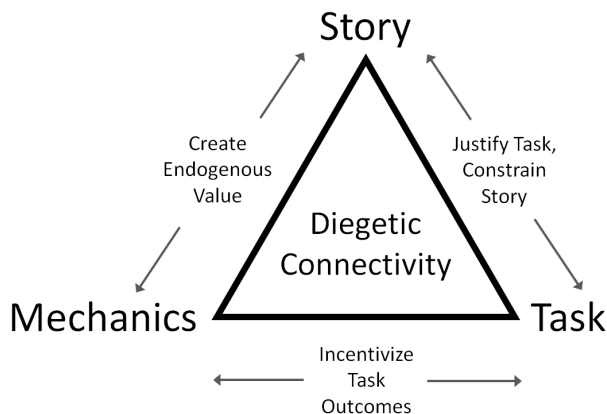 Story
Create
Endogenous
Value
Justify Task,
Constrain
Story
Diegetic
Connectivity
Mechanics
Task
Incentivize
Task
Outcomes